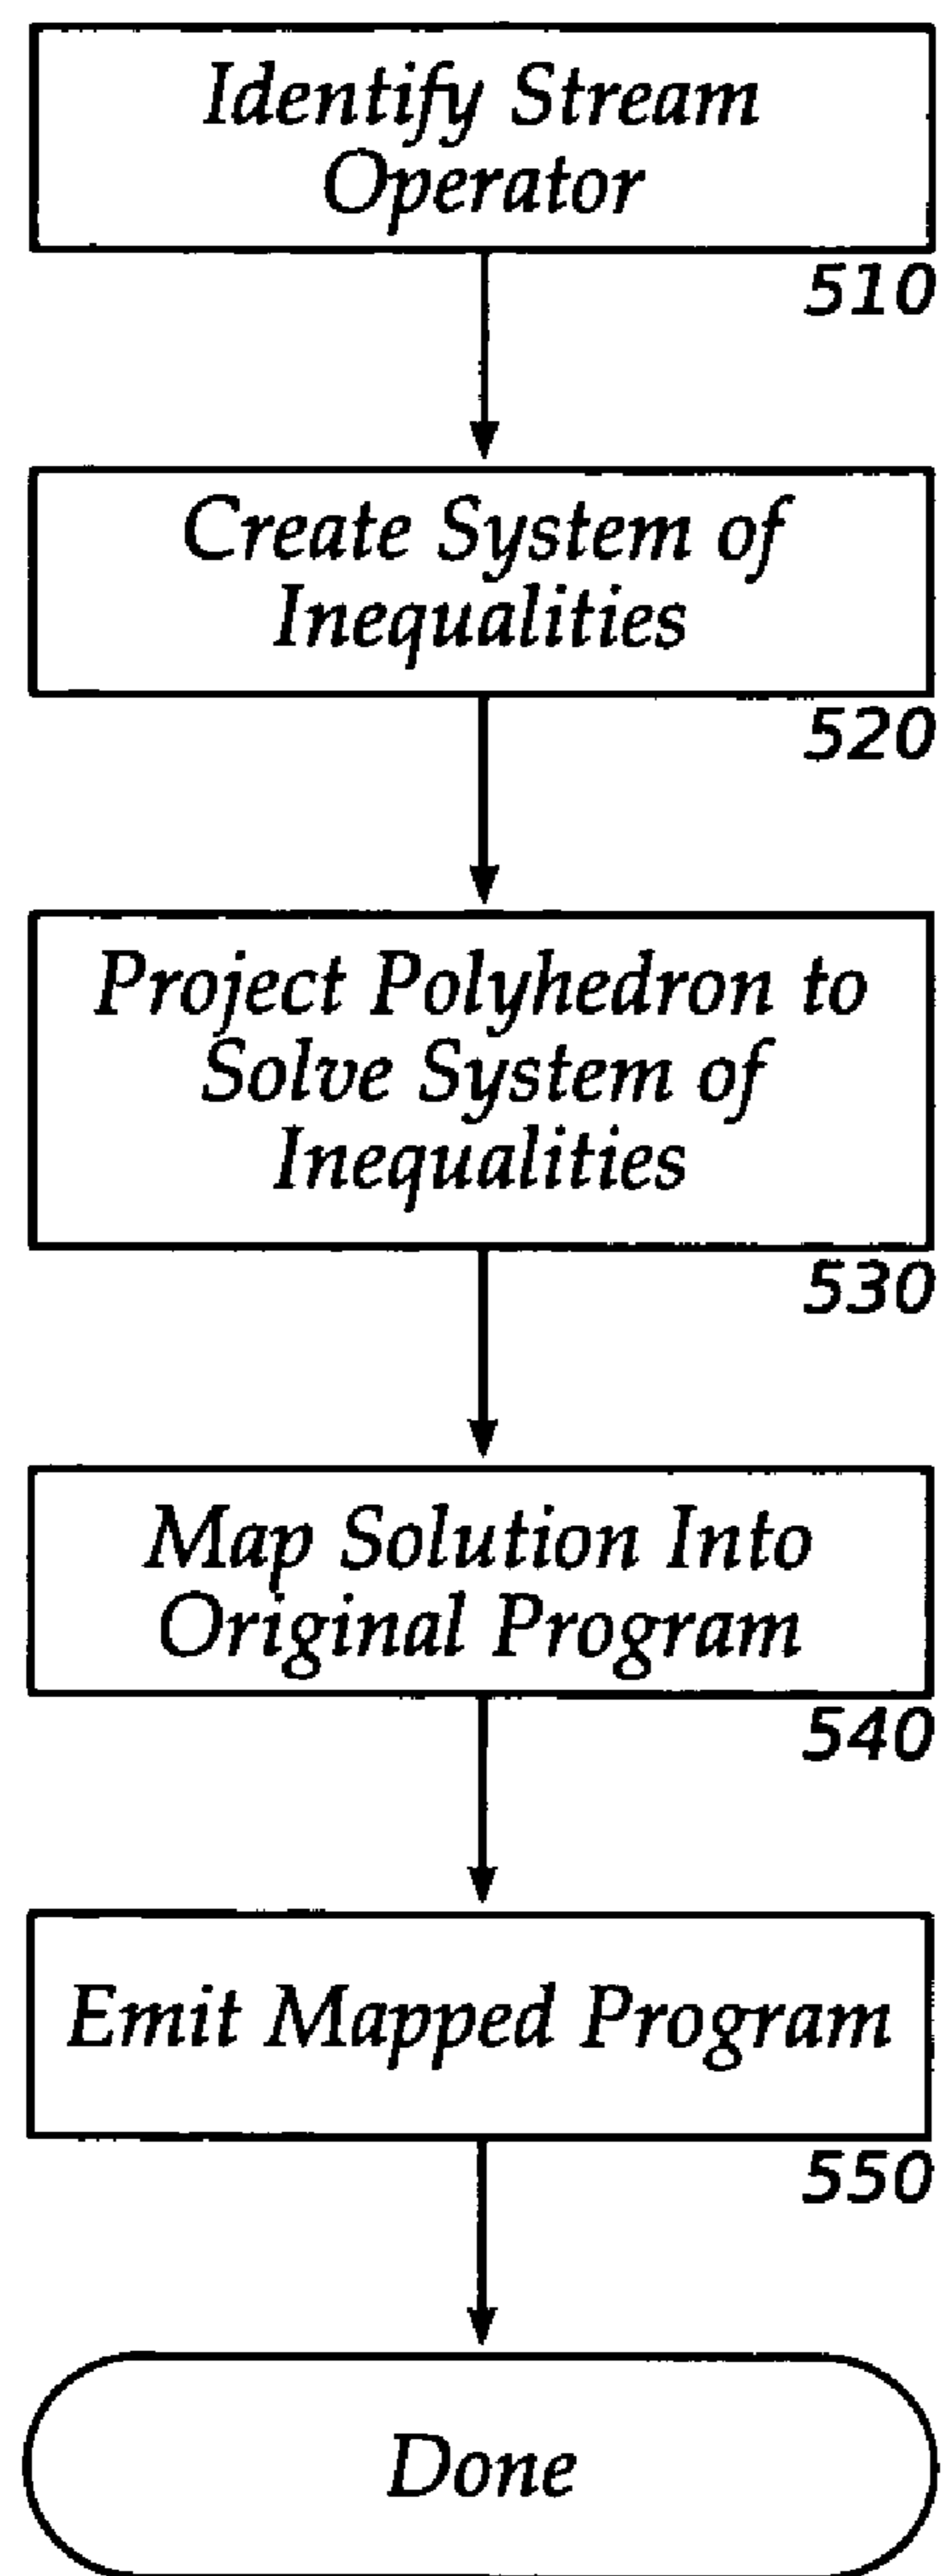 Identify Stream
Operator
510
Create System of
Inequalities
520
Project Polyhedron to
Solve System of
Inequalities
530
Map Solution Into
Original Program
540
Emit Mapped Program
550
Done